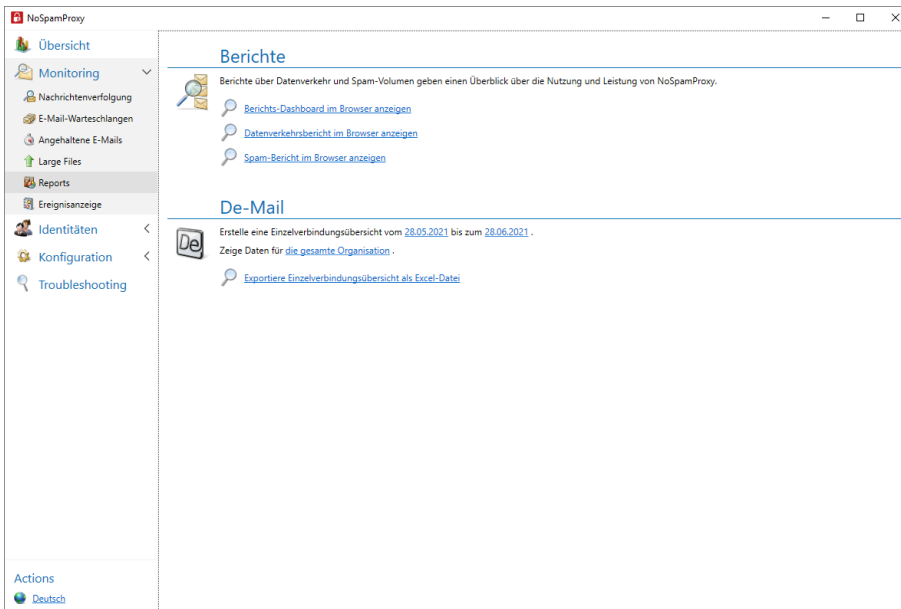 NoSpamProxy
Übersicht
Monitoring
Nachrichtenverfolgung
E-Mail-Warteschlangen
Angehaltene E-Mails
Large Files
Reports
Ereignisanzeige
Identitäten
Konfiguration
Troubleshooting
Actions
Deutsch
Berichte
Berichte über Datenverkehr und Spam-Volumen geben einen Überblick über die Nutzung und Leistung von NoSpamProxy.
Berichts-Dashboard im Browser anzeigen
Datenverkehrsbericht im Browser anzeigen
Spam-Bericht im Browser anzeigen
De-Mail
De
Erstelle eine Einzelverbindungsübersicht vom 28.05.2021 bis zum 28.06.2021 .
Zeige Daten für die gesamte Organisation .
Exportiere Einzelverbindungsübersicht als Excel-Datei